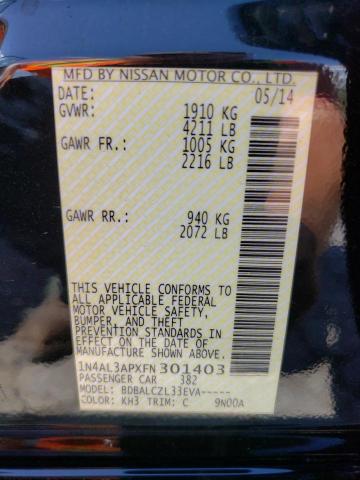 MFD BY NISSAN MOTOR CO., LTD.
DATE: 05/14
GVWR: 1910 KG
4211 LB
GAWR FR.: 1005 KG
2216 LB
GAWR RR.: 940 KG
2072 LB
THIS VEHICLE CONFORMS TO
ALL APPLICABLE FEDERAL
MOTOR VEHICLE SAFETY,
BUMPER, AND THEFT
PREVENTION STANDARDS IN
EFFECT ON THE DATE OF
MANUFACTURE SHOWN ABOVE.
1N4AL3APXFN301403
PASSENGER CAR 382
MODEL: BDBALCZL33EVA-----
COLOR: KH3 TRIM: C 9N00A